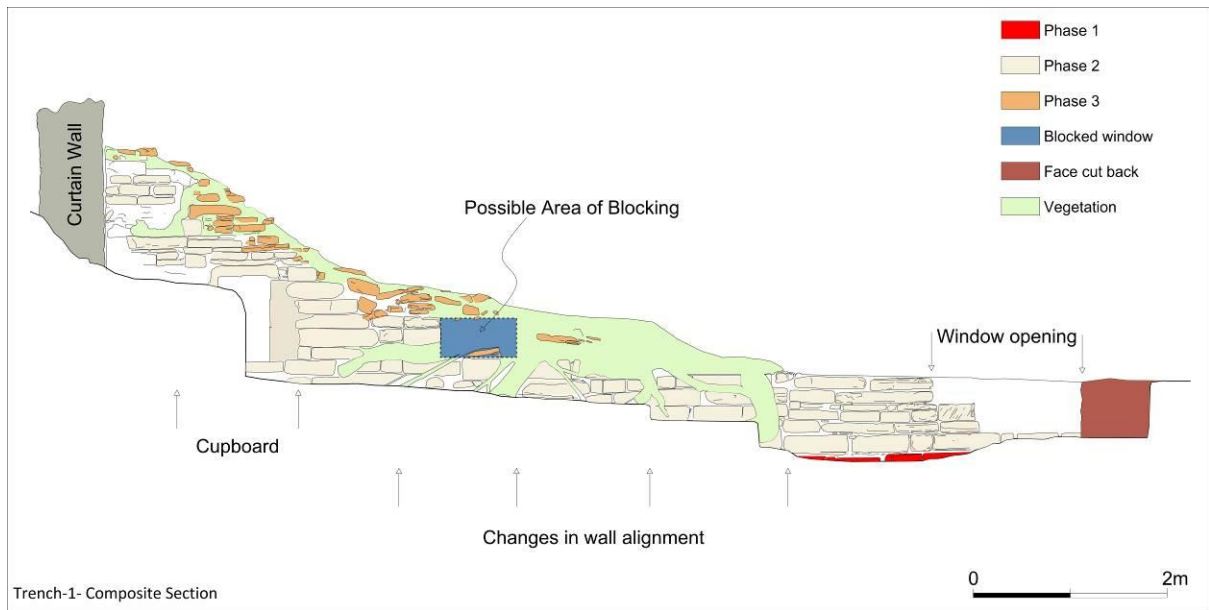 Phase 1
Phase 2
Phase 3
Blocked window
Face cut back
Vegetation
Curtain Wall
Possible Area of Blocking
Window opening
Cupboard
Changes in wall alignment
Trench-1- Composite Section
0 2m